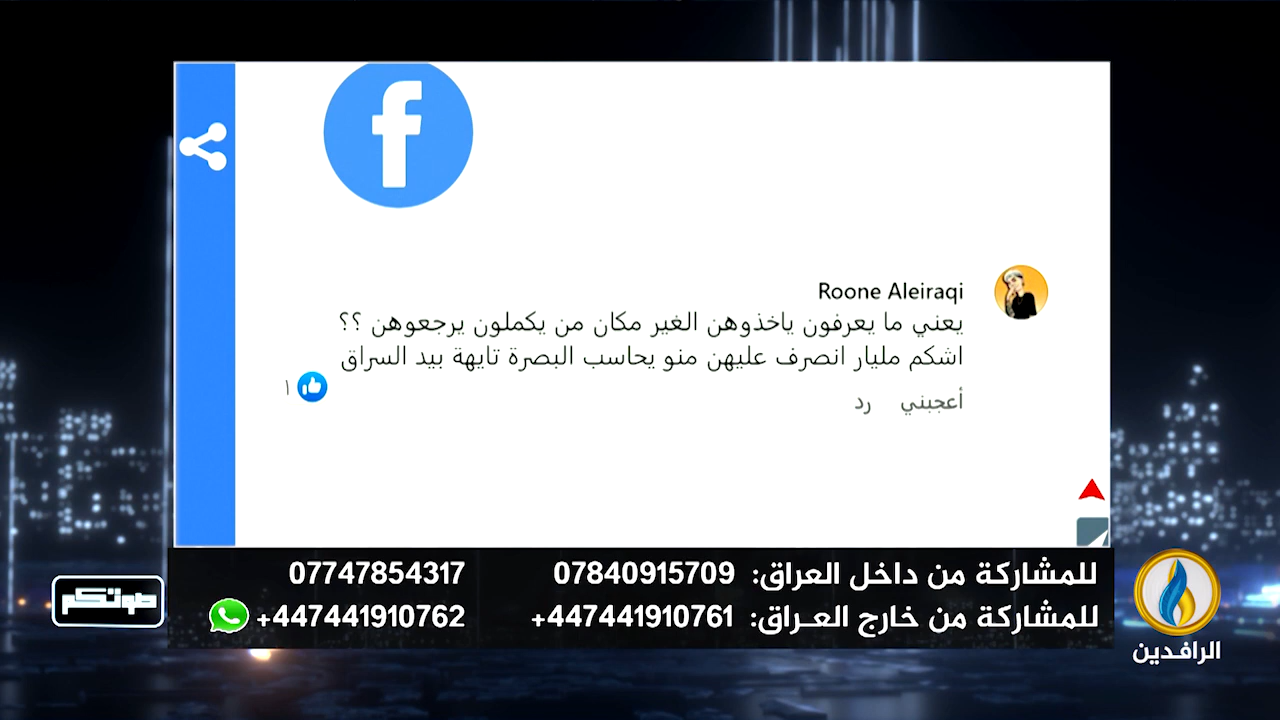 f
Roone Aleiraqi
يعني ما يعرفون ياخذوهن الغير مكان من يكملون يرجعوهن ؟؟
اشكم مليار انصرف عليهن منو يحاسب البصرة تايهة بيد السراق
أعجبني رد
١
للمشاركة من داخل العراق: 07840915709 07747854317
للمشاركة من خارج العـراق: 447441910761+ 447441910762+
صوتكم
الرافدين